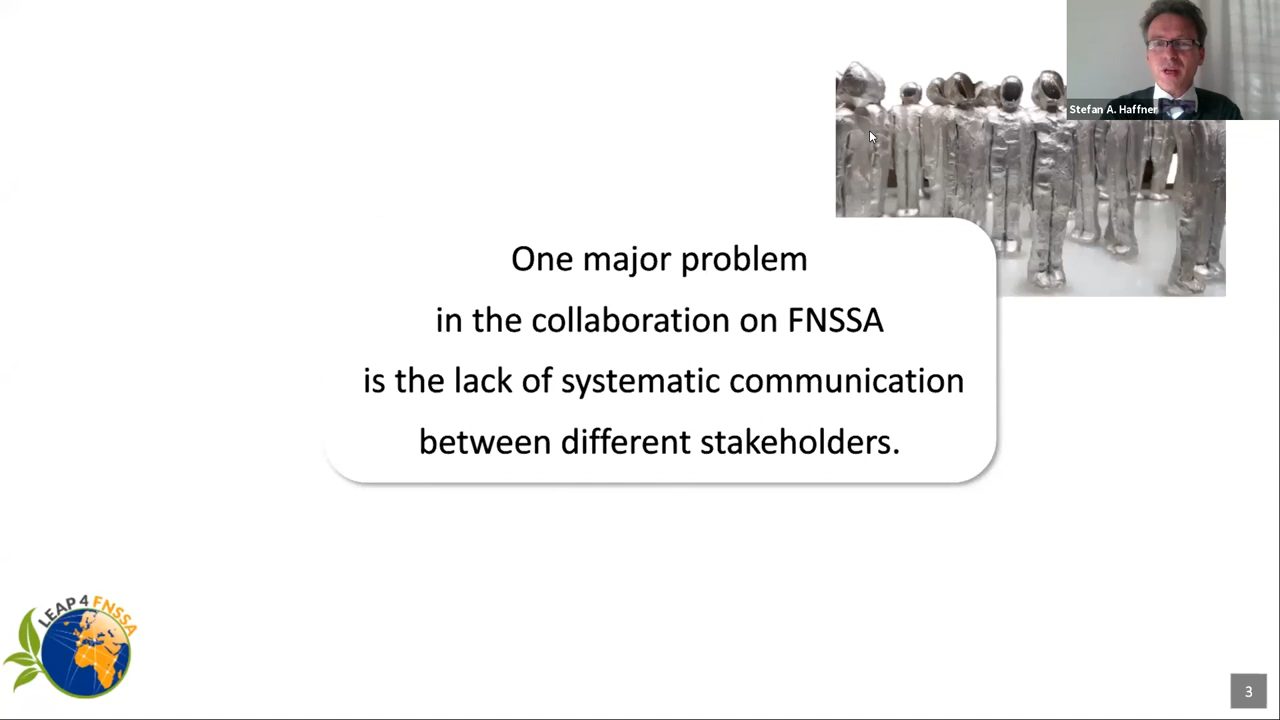 Stefan A. Haffner
One major problem
in the collaboration on FNSSA
is the lack of systematic communication
between different stakeholders.
LEAP4FNSSA
3